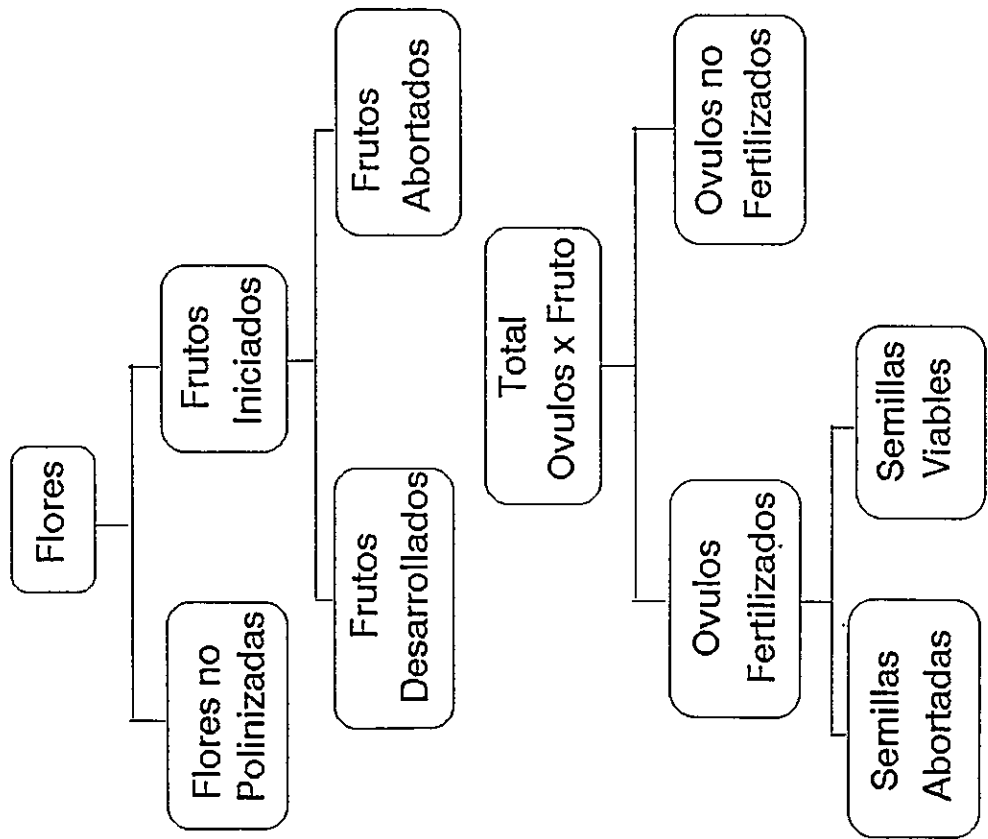 Flores
Flores no
Polinizadas
Frutos
Iniciados
Frutos
Desarrollados
Frutos
Abortados
Total
Ovulos x Fruto
Ovulos
Fertilizados
Ovulos no
Fertilizados
Semillas
Abortadas
Semillas
Viables